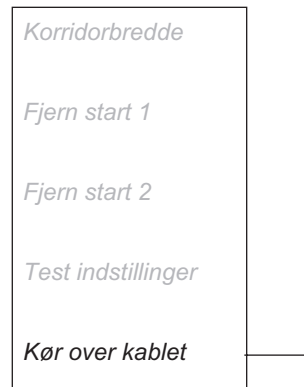 Korridorbredde
Fjern start 1
Fjern start 2
Test indstillinger
Kør over kablet